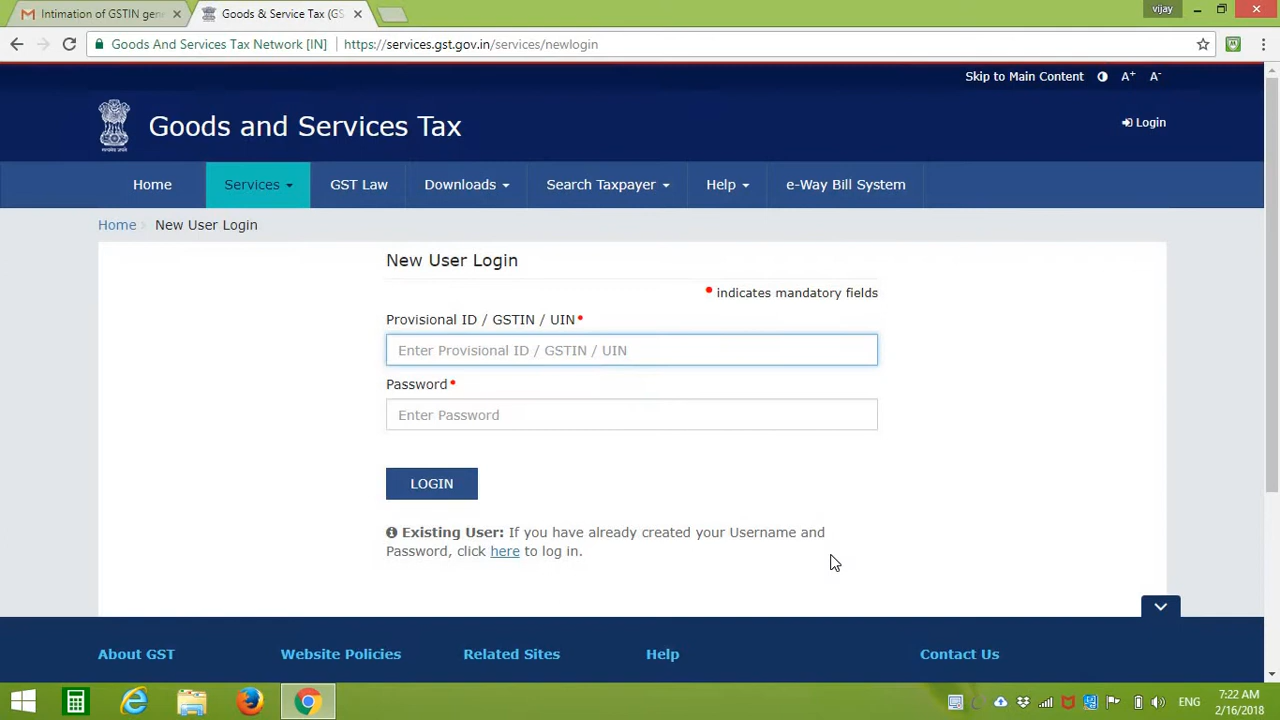 Intimation of GSTIN gen
Goods & Service Tax (GS
vijay
Goods And Services Tax Network [IN] https://services.gst.gov.in/services/newlogin
Skip to Main Content A+ A-
Goods and Services Tax
Login
Home Services GST Law Downloads Search Taxpayer Help e-Way Bill System
Home New User Login
New User Login
• indicates mandatory fields
Provisional ID / GSTIN / UIN•
Enter Provisional ID / GSTIN / UIN
Password•
Enter Password
LOGIN
Existing User: If you have already created your Username and
Password, click here to log in.
About GST Website Policies Related Sites Help Contact Us
ENG
7:22 AM
2/16/2018